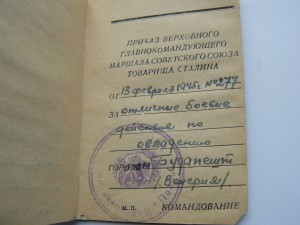 ПРИКАЗ ВЕРХОВНОГО
ГЛАВНОКОМАНДУЮЩЕГО
МАРШАЛА СОВЕТСКОГО СОЮЗА
ТОВАРИЩА СТАЛИНА
ОТ 13 февраля 1945г. №277
ЗА отличные боевые
действия по
овладению
городом Будапешт
/Венгрия/
М. П. КОМАНДОВАНИЕ